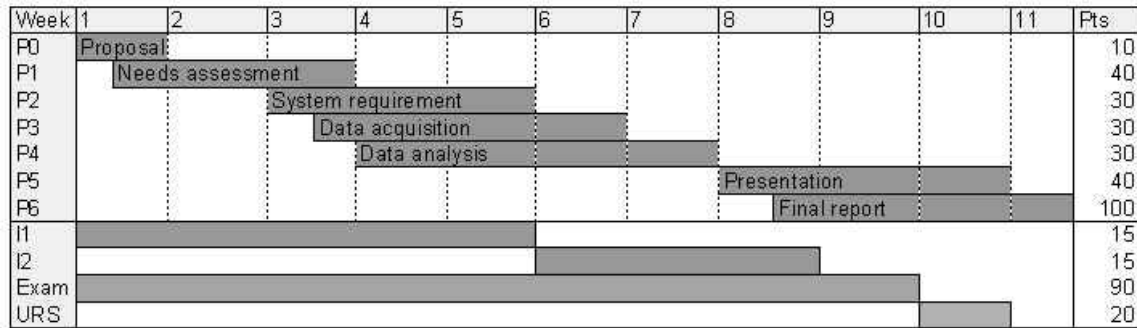 Week 1 2 3 4 5 6 7 8 9 10 11 Pts
P0 Proposal 10
P1 Needs assessment 40
P2 System requirement 30
P3 Data acquisition 30
P4 Data analysis 30
P5 Presentation 40
P6 Final report 100
I1 15
I2 15
Exam 90
URS 20